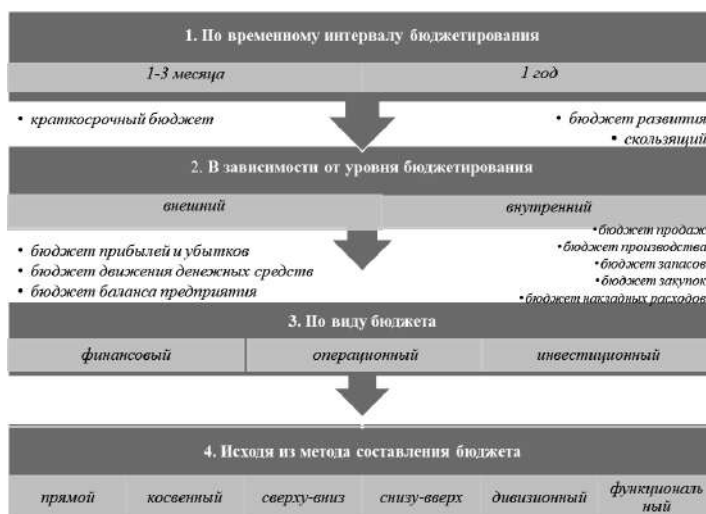 1. По временному интервалу бюджетирования
1-3 месяца 1 год
• краткосрочный бюджет
• бюджет развития
• скользящий
2. В зависимости от уровня бюджетирования
внешний внутренний
• бюджет прибылей и убытков
• бюджет движения денежных средств
• бюджет баланса предприятия
•бюджет продаж
•бюджет производства
•бюджет запасов
•бюджет закупок
•бюджет накладных расходов
3. По виду бюджета
финансовый операционный инвестиционный
4. Исходя из метода составления бюджета
прямой косвенный сверху-вниз снизу-вверх дивизионный функциональ
ный